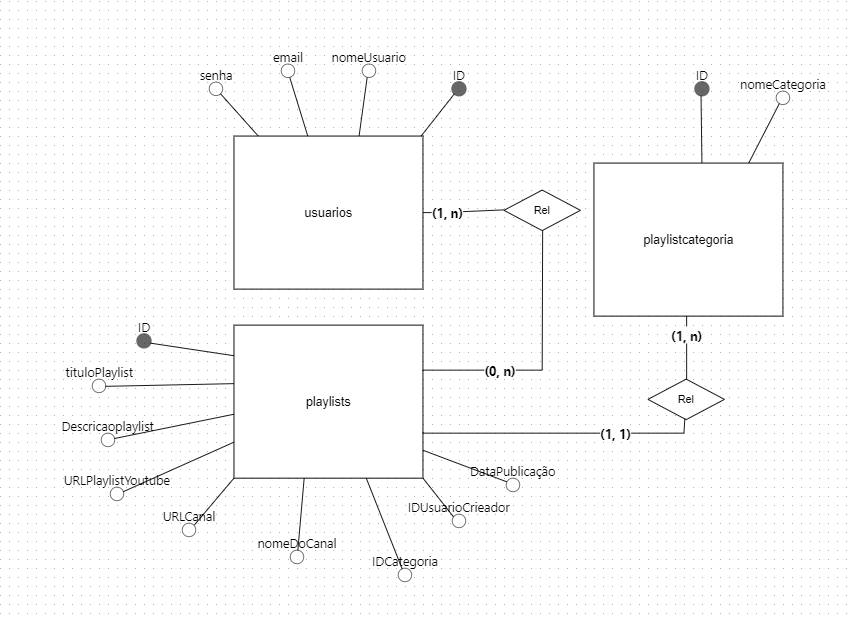 email
nomeUsuario
senha
ID
ID
nomeCategoria
usuarios
(1, n)
Rel
playlistcategoria
ID
(1, n)
tituloPlaylist
(0, n)
playlists
Rel
Descricaoplaylist
(1, 1)
URLPlaylistYoutube
DataPublicação
URLCanal
IDUsuarioCrieador
nomeDoCanal
IDCategoria